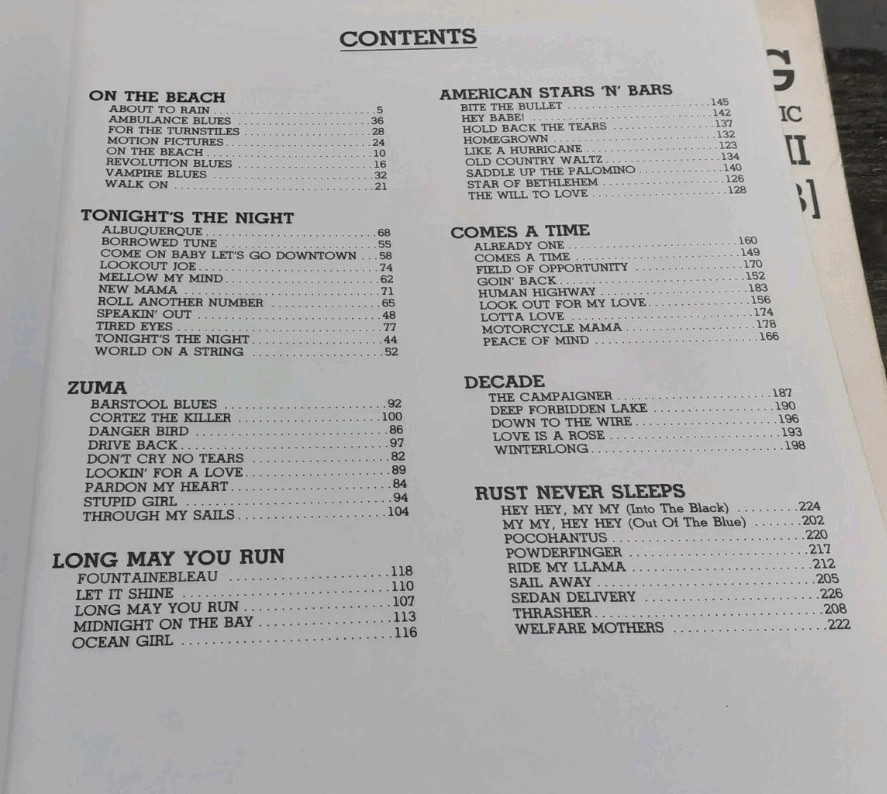 CONTENTS
ON THE BEACH
ABOUT TO RAIN ..... 5
AMBULANCE BLUES ..... 36
FOR THE TURNSTILES ..... 28
MOTION PICTURES ..... 24
ON THE BEACH ..... 10
REVOLUTION BLUES ..... 16
VAMPIRE BLUES ..... 32
WALK ON ..... 21
TONIGHT'S THE NIGHT
ALBUQUERQUE ..... 68
BORROWED TUNE ..... 55
COME ON BABY LET'S GO DOWNTOWN ... 58
LOOKOUT JOE ..... 74
MELLOW MY MIND ..... 62
NEW MAMA ..... 71
ROLL ANOTHER NUMBER ..... 65
SPEAKIN' OUT ..... 48
TIRED EYES ..... 77
TONIGHT'S THE NIGHT ..... 44
WORLD ON A STRING ..... 52
ZUMA
BARSTOOL BLUES ..... 92
CORTEZ THE KILLER ..... 100
DANGER BIRD ..... 86
DRIVE BACK ..... 97
DON'T CRY NO TEARS ..... 82
LOOKIN' FOR A LOVE ..... 89
PARDON MY HEART ..... 84
STUPID GIRL ..... 94
THROUGH MY SAILS ..... 104
LONG MAY YOU RUN
FOUNTAINEBLEAU ..... 118
LET IT SHINE ..... 110
LONG MAY YOU RUN ..... 107
MIDNIGHT ON THE BAY ..... 113
OCEAN GIRL ..... 116
AMERICAN STARS 'N' BARS
BITE THE BULLET ..... 145
HEY BABE! ..... 142
HOLD BACK THE TEARS ..... 137
HOMEGROWN ..... 132
LIKE A HURRICANE ..... 123
OLD COUNTRY WALTZ ..... 134
SADDLE UP THE PALOMINO ..... 140
STAR OF BETHLEHEM ..... 126
THE WILL TO LOVE ..... 128
COMES A TIME
ALREADY ONE ..... 160
COMES A TIME ..... 149
FIELD OF OPPORTUNITY ..... 170
GOIN' BACK ..... 152
HUMAN HIGHWAY ..... 183
LOOK OUT FOR MY LOVE ..... 156
LOTTA LOVE ..... 174
MOTORCYCLE MAMA ..... 178
PEACE OF MIND ..... 166
DECADE
THE CAMPAIGNER ..... 187
DEEP FORBIDDEN LAKE ..... 190
DOWN TO THE WIRE ..... 196
LOVE IS A ROSE ..... 193
WINTERLONG ..... 198
RUST NEVER SLEEPS
HEY HEY, MY MY (Into The Black) ..... 224
MY MY, HEY HEY (Out Of The Blue) ..... 202
POCOHANTUS ..... 220
POWDERFINGER ..... 217
RIDE MY LLAMA ..... 212
SAIL AWAY ..... 205
SEDAN DELIVERY ..... 226
THRASHER ..... 208
WELFARE MOTHERS ..... 222
G
IC
II
]